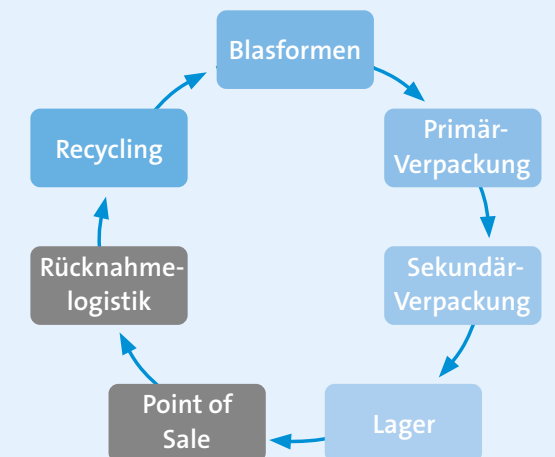 Blasformen
Primär-
Verpackung
Sekundär-
Verpackung
Lager
Point of
Sale
Rücknahme-
logistik
Recycling